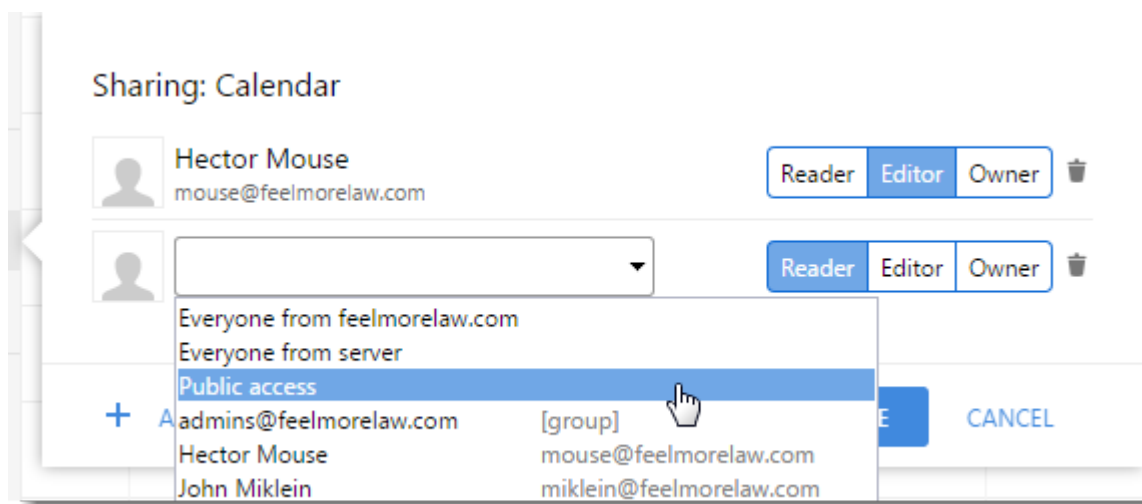 Sharing: Calendar
Hector Mouse
mouse@feelmorelaw.com
Reader Editor Owner
Reader Editor Owner
Everyone from feelmorelaw.com
Everyone from server
Public access
admins@feelmorelaw.com [group]
CANCEL
Hector Mouse mouse@feelmorelaw.com
John Miklein miklein@feelmorelaw.com